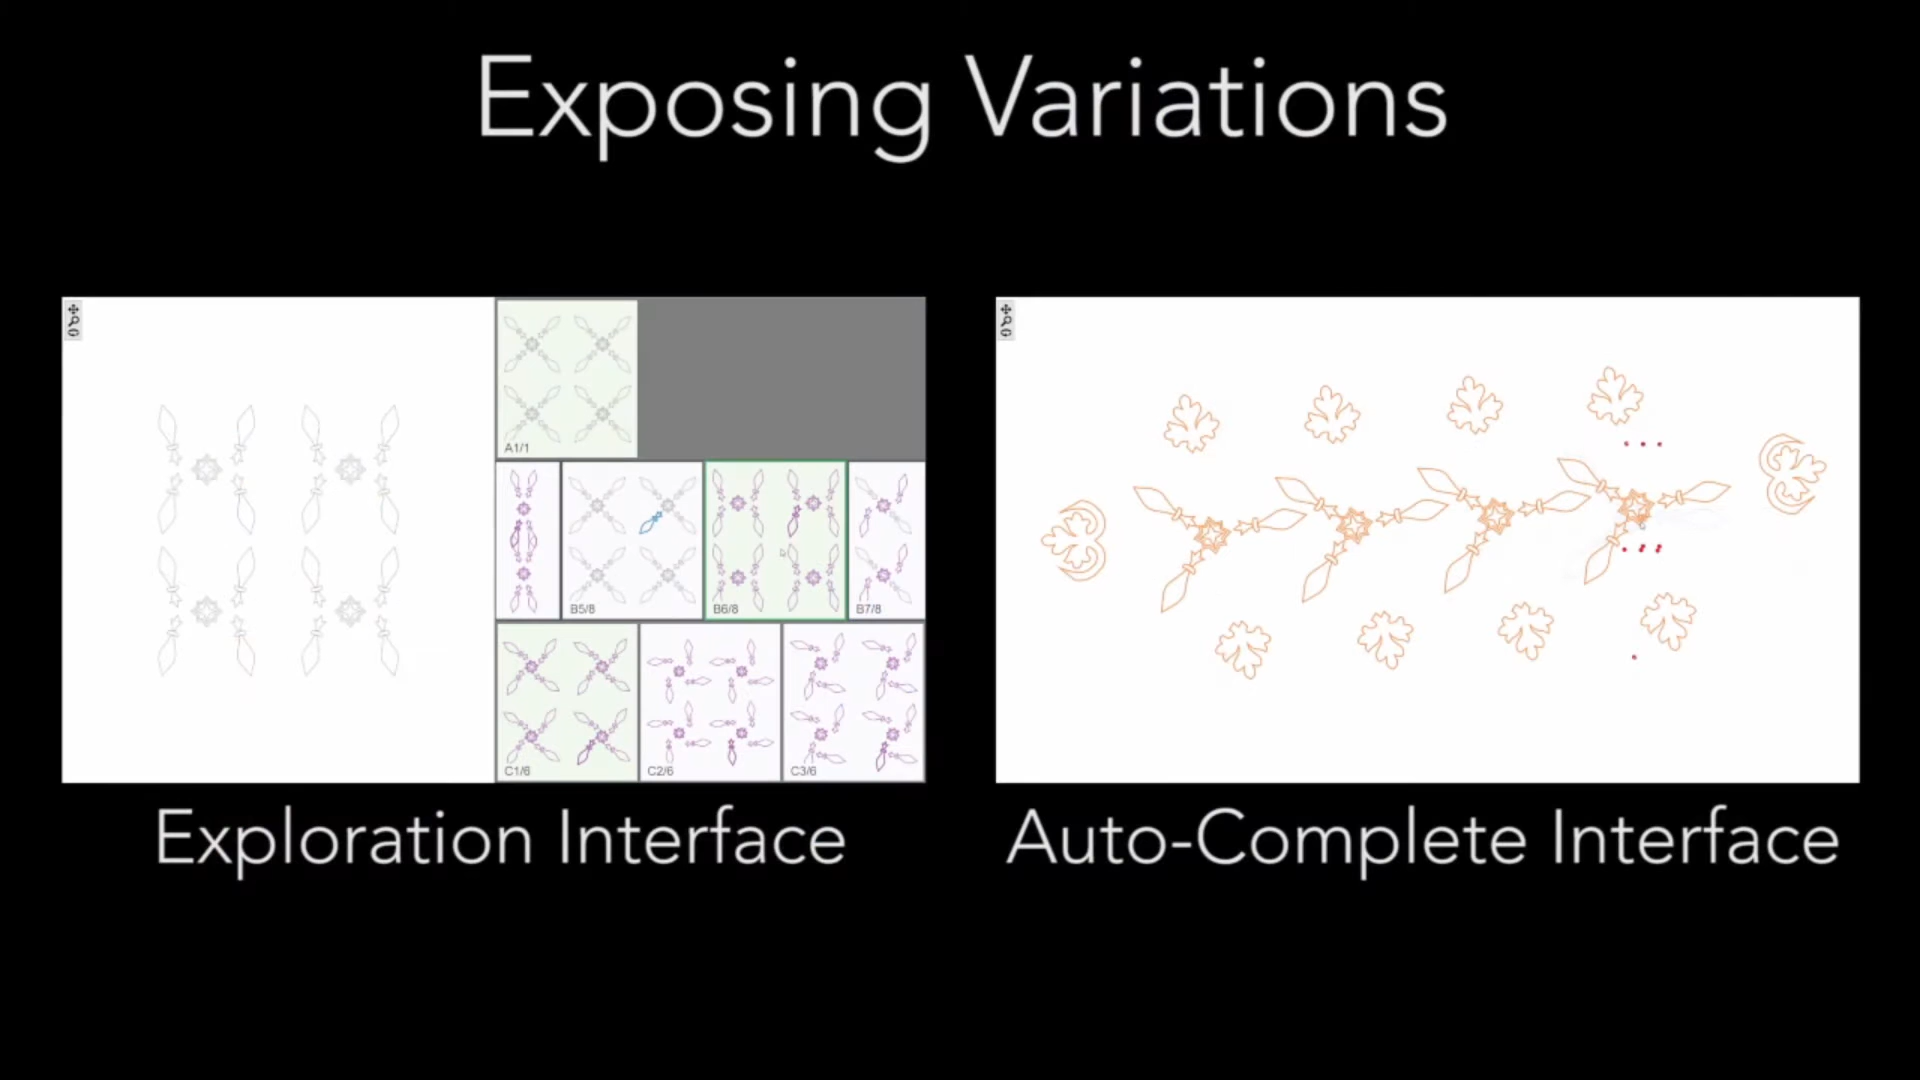 Exposing Variations
A1/1
B5/8
B6/8
B7/8
C1/6
C2/6
C3/6
Exploration Interface
Auto-Complete Interface